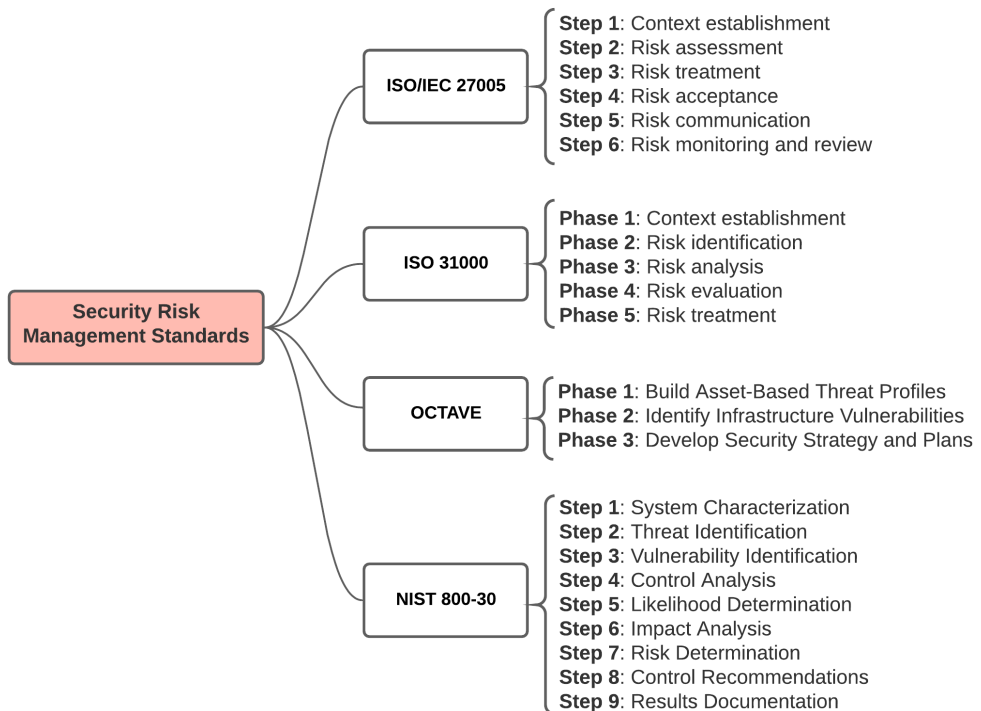 Security Risk
Management Standards
ISO/IEC 27005
Step 1: Context establishment
Step 2: Risk assessment
Step 3: Risk treatment
Step 4: Risk acceptance
Step 5: Risk communication
Step 6: Risk monitoring and review
ISO 31000
Phase 1: Context establishment
Phase 2: Risk identification
Phase 3: Risk analysis
Phase 4: Risk evaluation
Phase 5: Risk treatment
OCTAVE
Phase 1: Build Asset-Based Threat Profiles
Phase 2: Identify Infrastructure Vulnerabilities
Phase 3: Develop Security Strategy and Plans
NIST 800-30
Step 1: System Characterization
Step 2: Threat Identification
Step 3: Vulnerability Identification
Step 4: Control Analysis
Step 5: Likelihood Determination
Step 6: Impact Analysis
Step 7: Risk Determination
Step 8: Control Recommendations
Step 9: Results Documentation